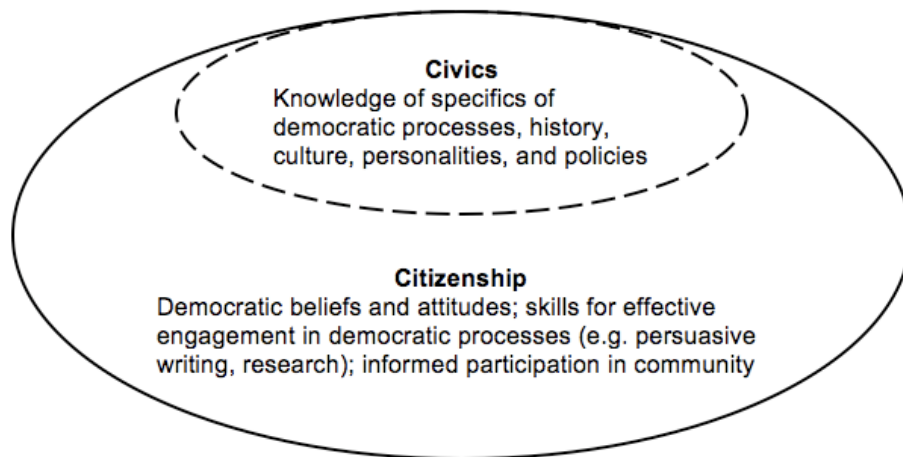 Civics
Knowledge of specifics of
democratic processes, history,
culture, personalities, and policies
Citizenship
Democratic beliefs and attitudes; skills for effective
engagement in democratic processes (e.g. persuasive
writing, research); informed participation in community